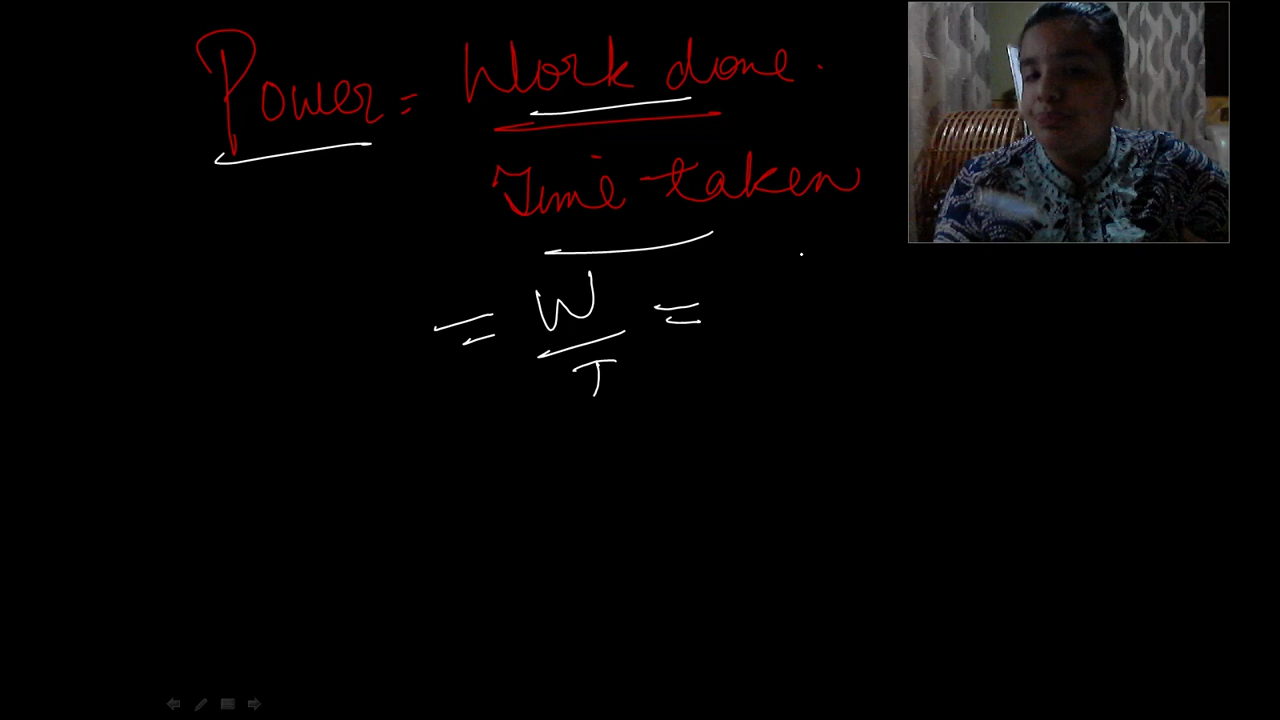 Power = Work done.
Time taken
= W =
T